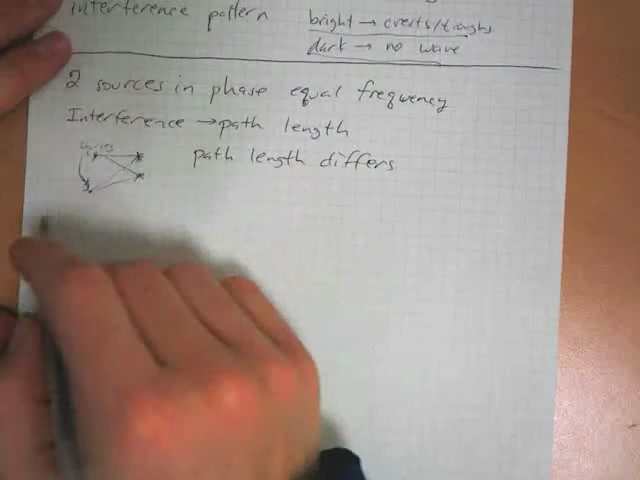 interference pattern
bright → crests/troughs
dark → no wave
2 sources in phase equal frequency
Interference → path length
path length differs